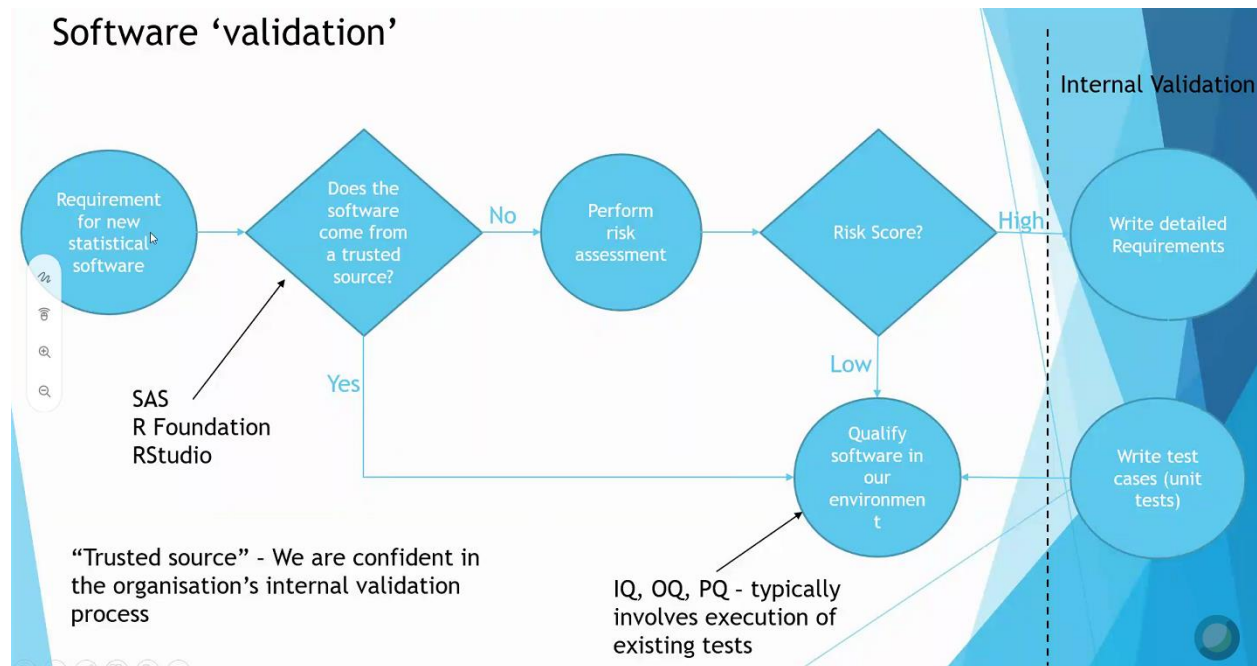 Software ‘validation’
Internal Validation
Requirement
for new
statistical
software
Does the
software
come from
a trusted
source?
No
Perform
risk
assessment
Risk Score?
High
Write detailed
Requirements
Yes
Low
SAS
R Foundation
RStudio
Qualify
software in
our
environmen
t
Write test
cases (unit
tests)
“Trusted source” – We are confident in
the organisation’s internal validation
process
IQ, OQ, PQ – typically
involves execution of
existing tests